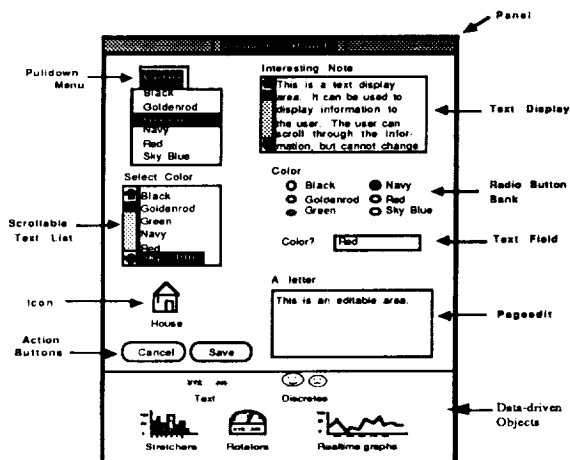 Panel
Pulldown
Menu
Black
Goldenrod
Navy
Red
Sky Blue
Interesting Note
This is a text display
area. It can be used to
display information to
the user. The user can
scroll through the infor-
mation, but cannot change
Text Display
Select Color
Black
Goldenrod
Green
Navy
Red
Scrollable
Text List
Color
Black
Navy
Goldenrod
Red
Green
Sky Blue
Radio Button
Bank
Color?
Red
Text Field
Icon
House
A letter
This is an editable area.
Pageedit
Action
Buttons
Cancel
Save
Text
Discretes
Stretchers
Rotators
Realtime graphs
Data-driven
Objects